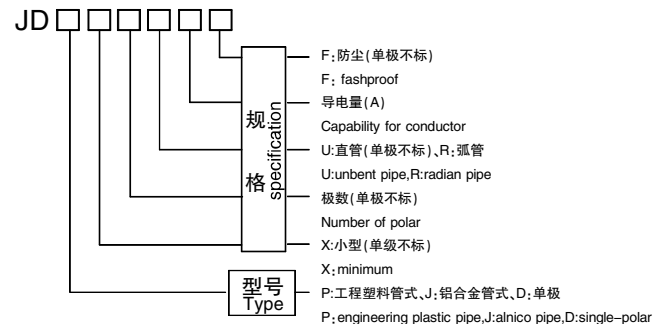 JD□□□□□□
F:防尘(单极不标)
F: fashproof
导电量(A)
Capability for conductor
U:直管(单极不标)、R:弧管
U:unbent pipe,R:radian pipe
极数(单极不标)
Number of polar
X:小型(单级不标)
X:minimum
P:工程塑料管式、J:铝合金管式、D:单极
P:engineering plastic pipe,J:alnico pipe,D:single-polar
规格
specification
型号
Type